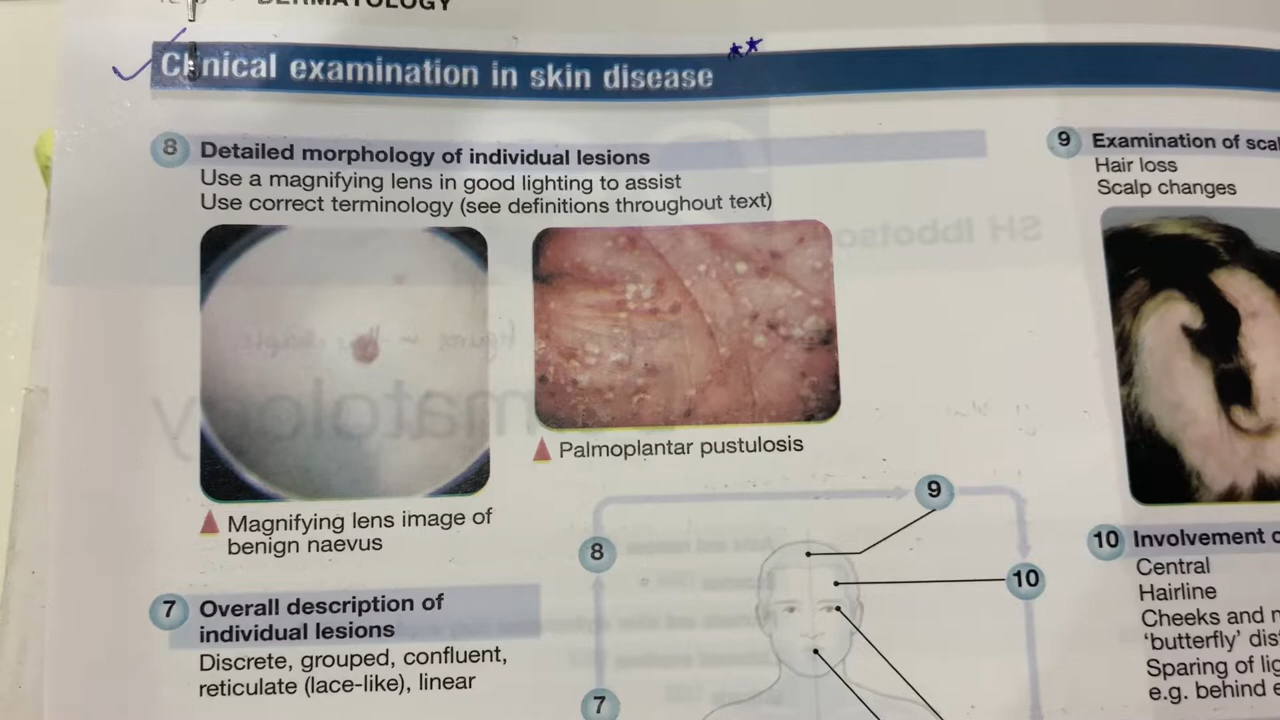 DERMATOLOGY
Clinical examination in skin disease
8 Detailed morphology of individual lesions
Use a magnifying lens in good lighting to assist
Use correct terminology (see definitions throughout text)
Magnifying lens image of
benign naevus
Palmoplantar pustulosis
7 Overall description of
individual lesions
Discrete, grouped, confluent,
reticulate (lace-like), linear
8
7
9
10
9 Examination of scal
Hair loss
Scalp changes
10 Involvement o
Central
Hairline
Cheeks and n
'butterfly' dis
Sparing of lig
e.g. behind e